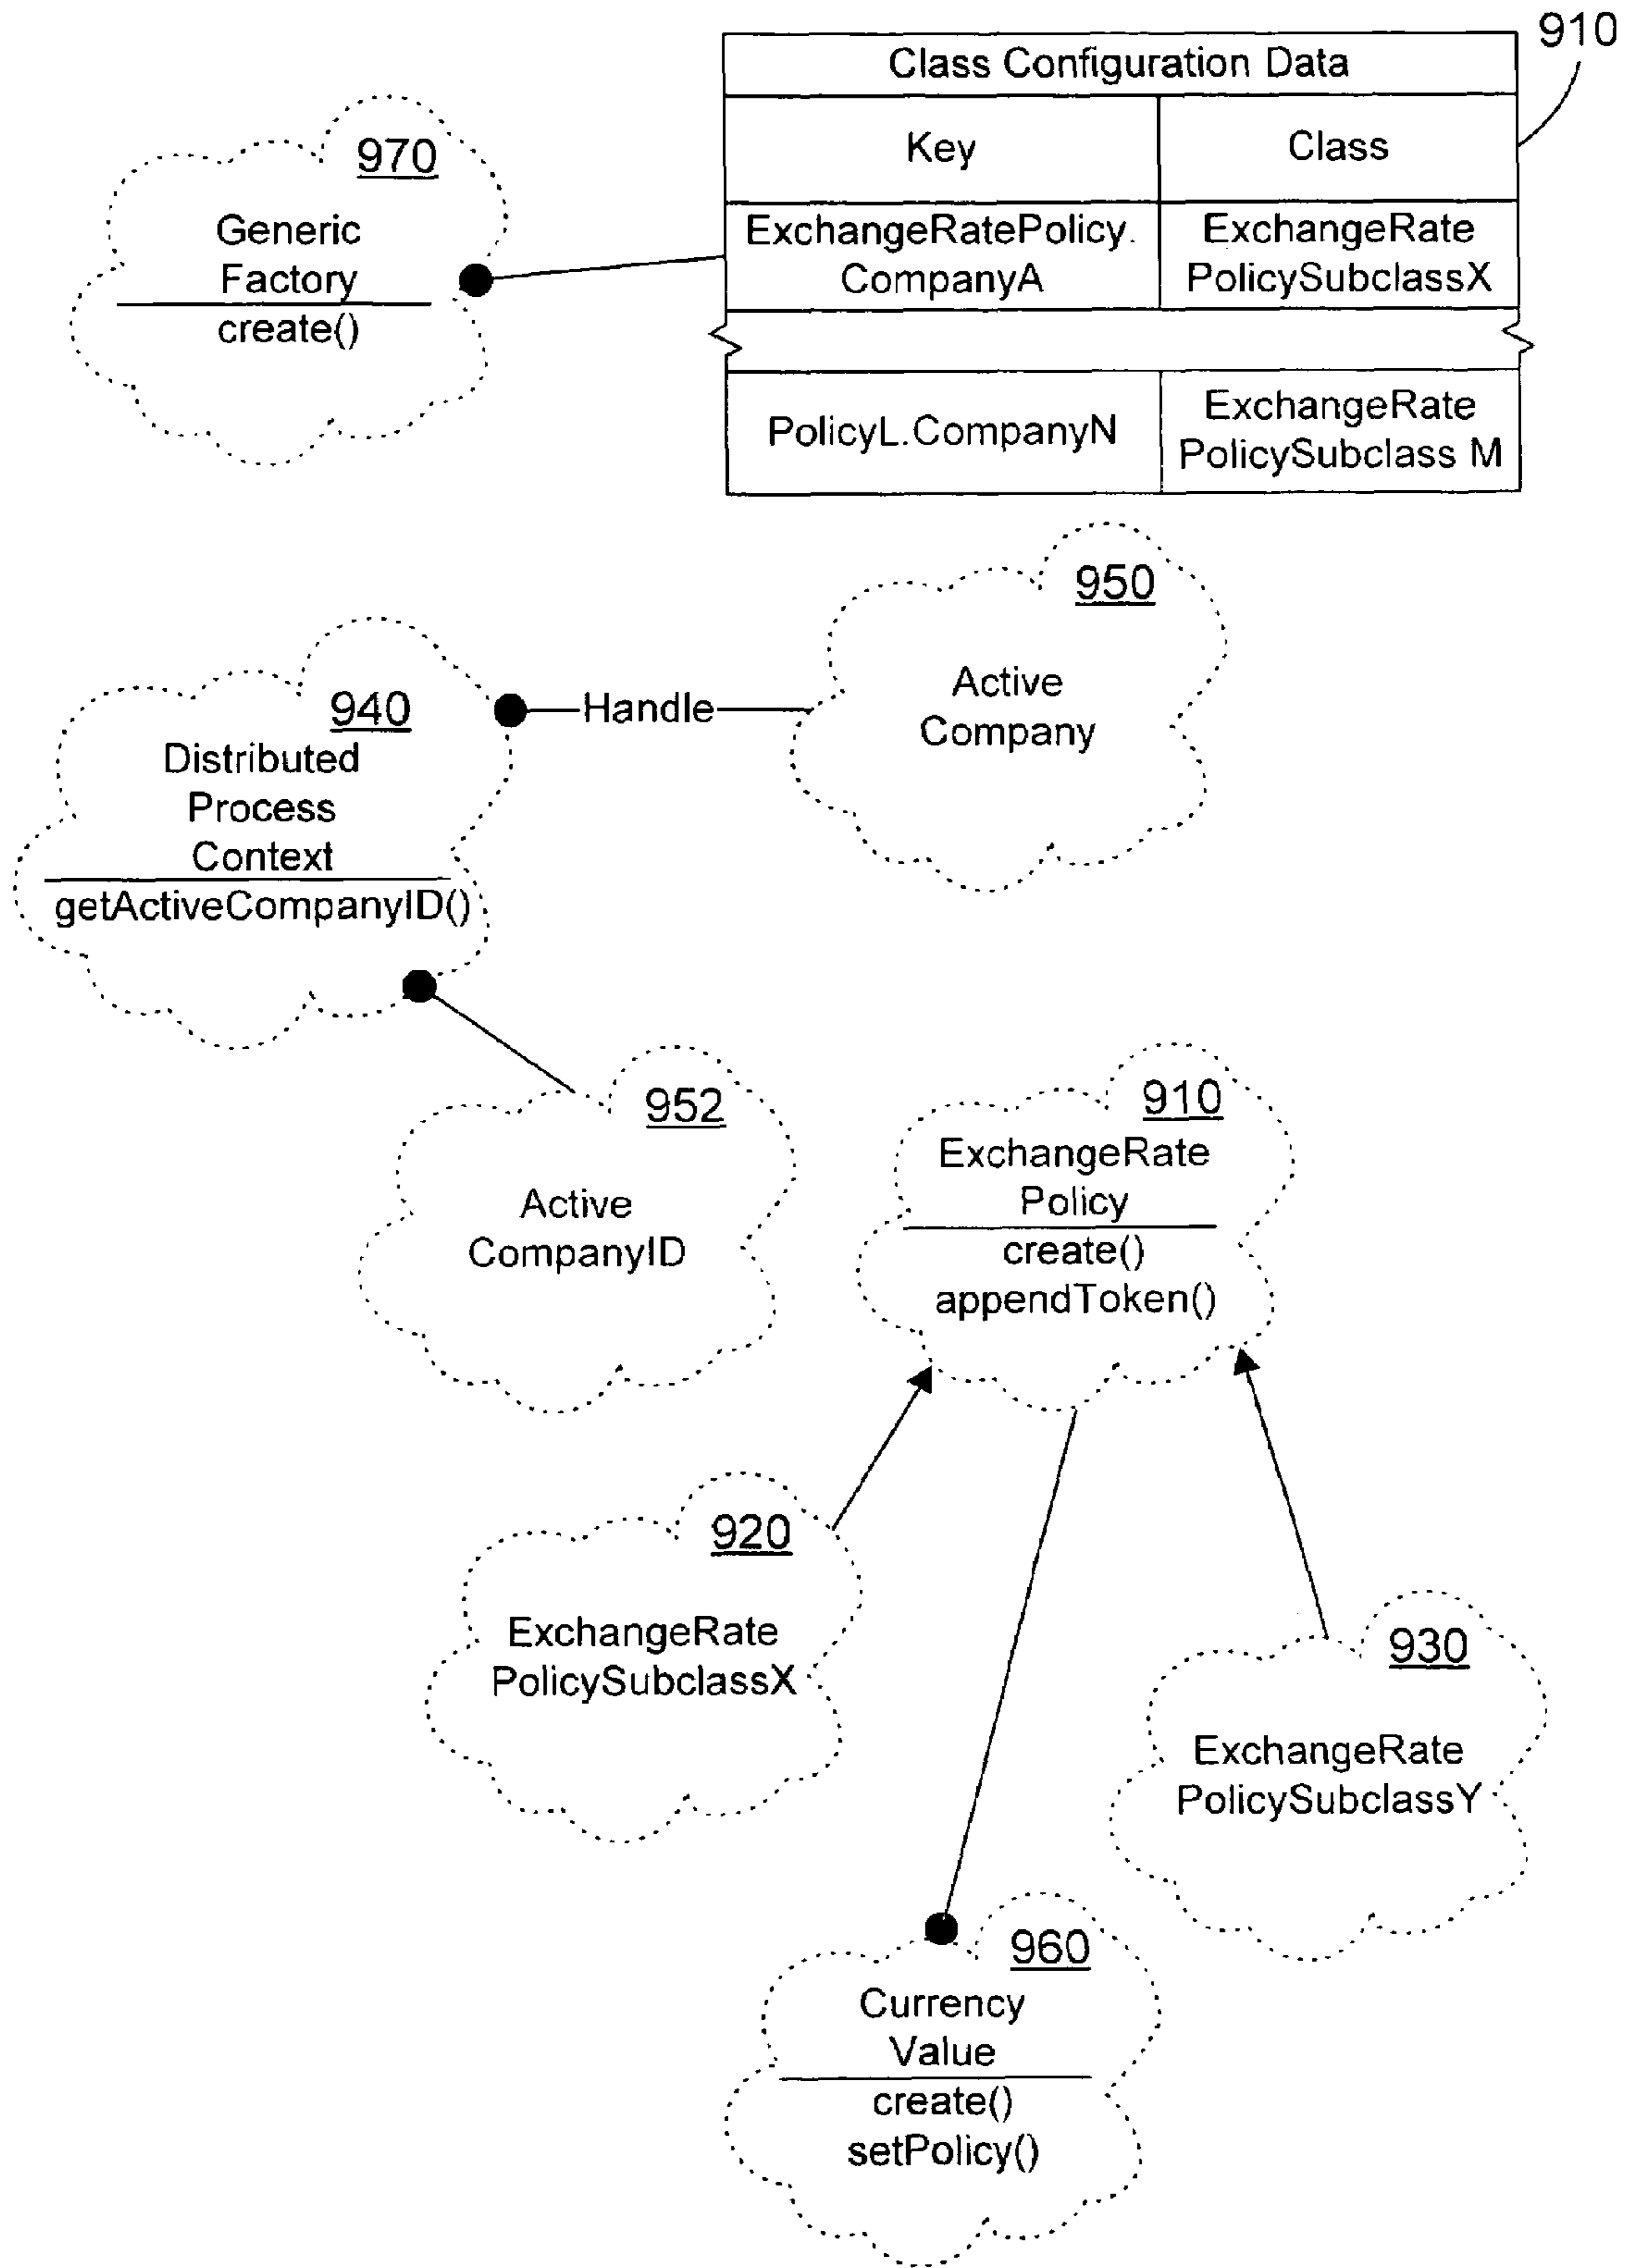 910
Class Configuration Data
Key
Class
ExchangeRatePolicy.
CompanyA
ExchangeRate
PolicySubclassX
PolicyL.CompanyN
ExchangeRate
PolicySubclass M
970
Generic
Factory
create()
950
Active
Company
Handle
940
Distributed
Process
Context
getActiveCompanyID()
952
Active
CompanyID
910
ExchangeRate
Policy
create()
appendToken()
920
ExchangeRate
PolicySubclassX
930
ExchangeRate
PolicySubclassY
960
Currency
Value
create()
setPolicy()